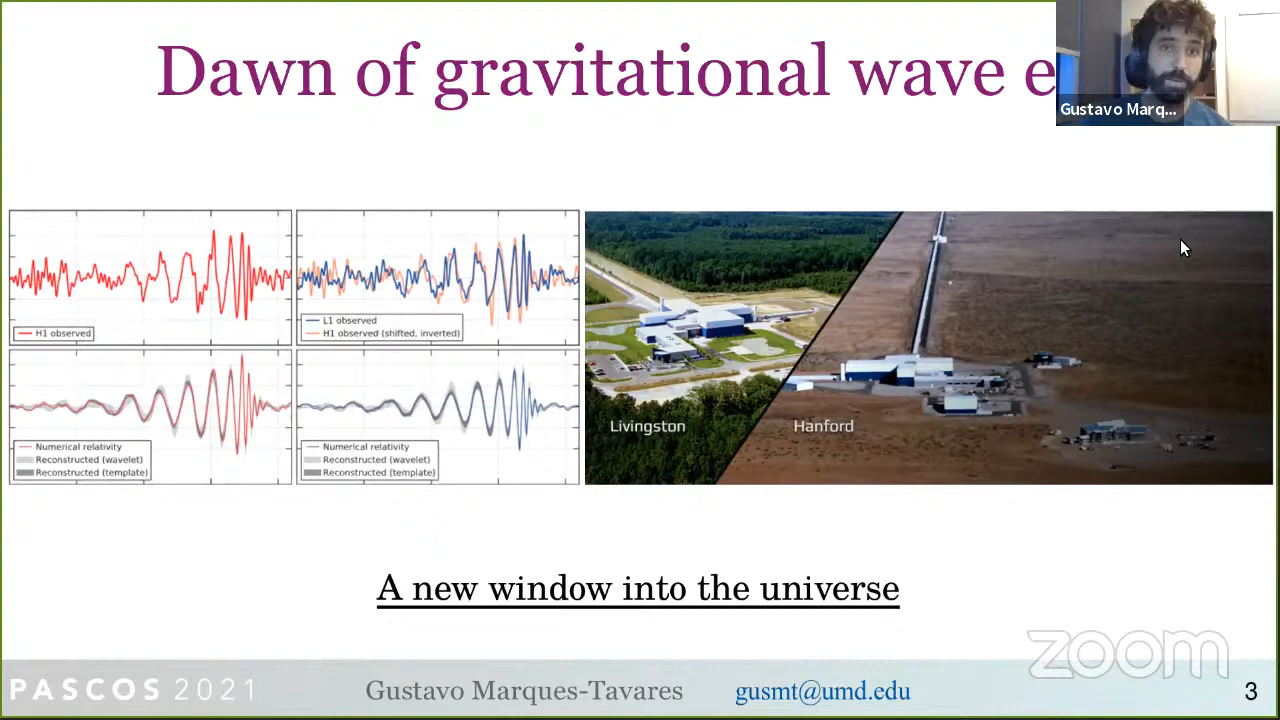 Dawn of gravitational wave e
Gustavo Marq...
H1 observed
L1 observed
H1 observed (shifted, inverted)
Numerical relativity
Reconstructed (wavelet)
Reconstructed (template)
Numerical relativity
Reconstructed (wavelet)
Reconstructed (template)
Livingston
Hanford
A new window into the universe
zoom
PASCOS 2021
Gustavo Marques-Tavares
gusmt@umd.edu
3